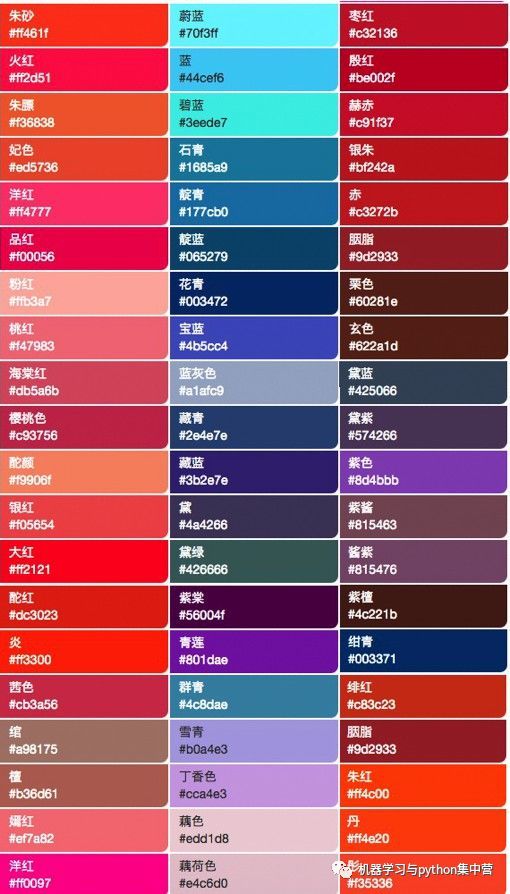 朱砂
#ff461f
火红
#ff2d51
朱膘
#f36838
妃色
#ed5736
洋红
#ff4777
品红
#f00056
粉红
#ffb3a7
桃红
#f47983
海棠红
#db5a6b
樱桃色
#c93756
酡颜
#f9906f
银红
#f05654
大红
#ff2121
酡红
#dc3023
炎
#ff3300
茜色
#cb3a56
绾
#a98175
檀
#b36d61
嫣红
#ef7a82
洋红
#ff0097
蔚蓝
#70f3ff
蓝
#44cef6
碧蓝
#3eede7
石青
#1685a9
靛青
#177cb0
靛蓝
#065279
花青
#003472
宝蓝
#4b5cc4
蓝灰色
#a1afc9
藏青
#2e4e7e
藏蓝
#3b2e7e
黛
#4a4266
黛绿
#426666
紫棠
#56004f
青莲
#801dae
群青
#4c8dae
雪青
#b0a4e3
丁香色
#cca4e3
藕色
#edd1d8
藕荷色
#e4c6d0
枣红
#c32136
殷红
#be002f
赫赤
#c91f37
银朱
#bf242a
赤
#c3272b
胭脂
#9d2933
栗色
#60281e
玄色
#622a1d
黛蓝
#425066
黛紫
#574266
紫色
#8d4bbb
紫酱
#815463
酱紫
#815476
紫檀
#4c221b
绀青
#003371
绯红
#c83c23
胭脂
#9d2933
朱红
#ff4c00
丹
#ff4e20
彤
#f35336
机器学习与python集中营